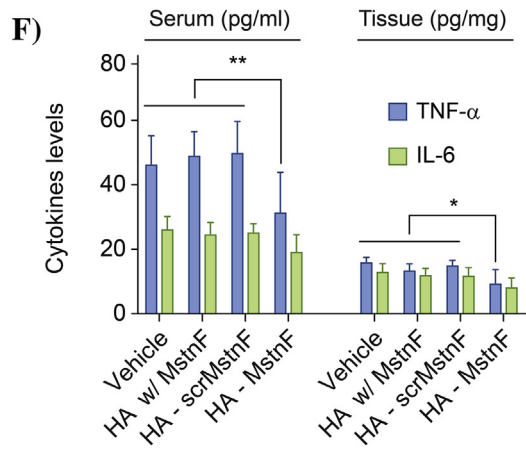 F)
Serum (pg/ml)
Tissue (pg/mg)
Cytokines levels
80
60
40
20
0
**
*
TNF-α
IL-6
Vehicle
HA w/ MstnF
HA - scrMstnF
HA - MstnF
Vehicle
HA w/ MstnF
HA - scrMstnF
HA - MstnF